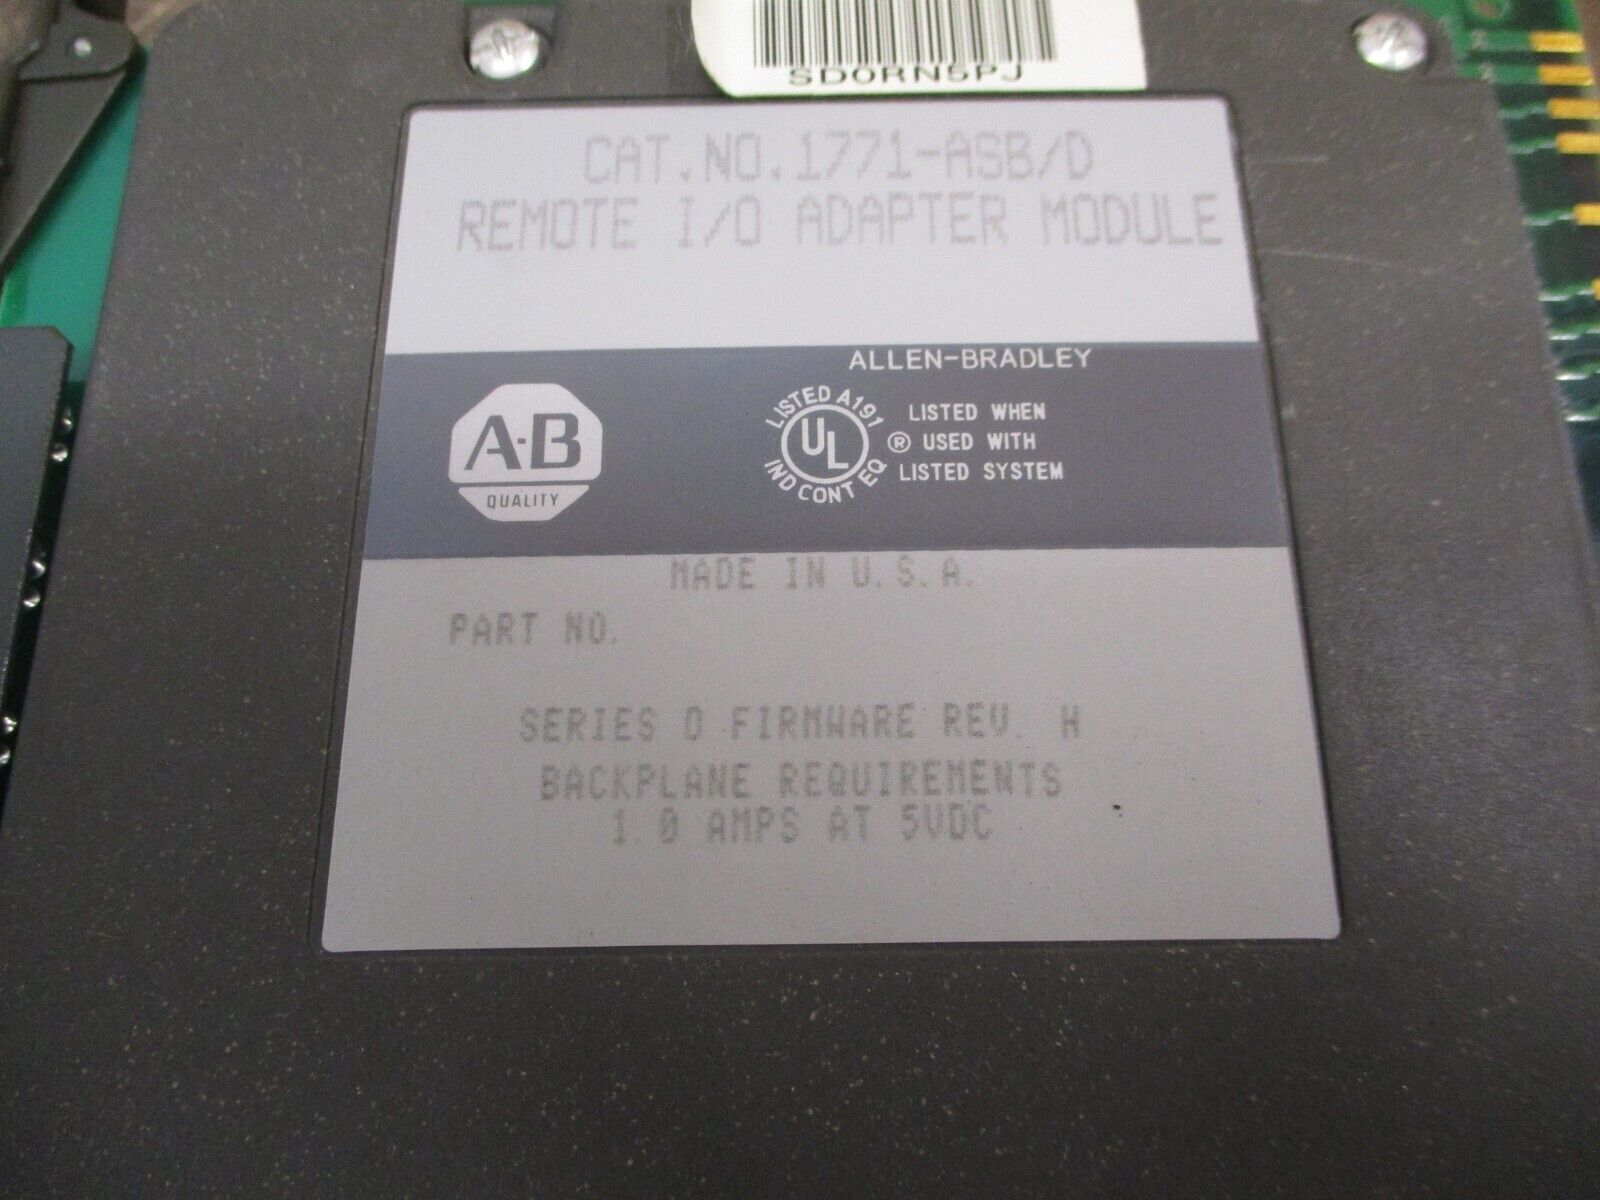 SD0RN5PJ
CAT.NO.1771-ASB/D
REMOTE I/O ADAPTER MODULE
ALLEN-BRADLEY
A-B
QUALITY
LISTED A191
UL
IND CONT EQ
®
LISTED WHEN
USED WITH
LISTED SYSTEM
MADE IN U.S.A.
PART NO.
SERIES D FIRMWARE REV. H
BACKPLANE REQUIREMENTS
1.0 AMPS AT 5VDC